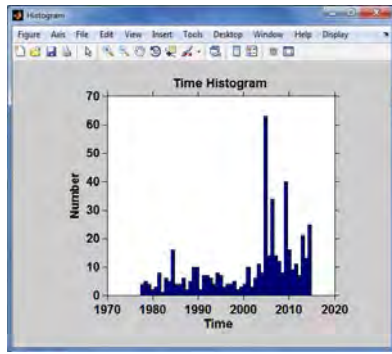 Histogram
Figure Axis File Edit View Insert Tools Desktop Window Help Display
Time Histogram
70
60
50
40
30
20
10
0
Number
1970 1980 1990 2000 2010 2020
Time